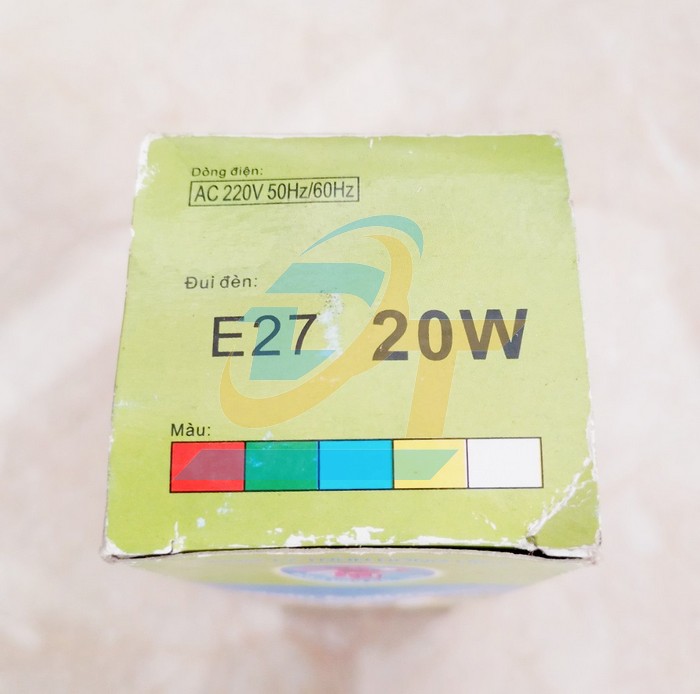 Dòng điện:
AC 220V 50Hz/60Hz
Đui đèn:
E27 20W
Màu: